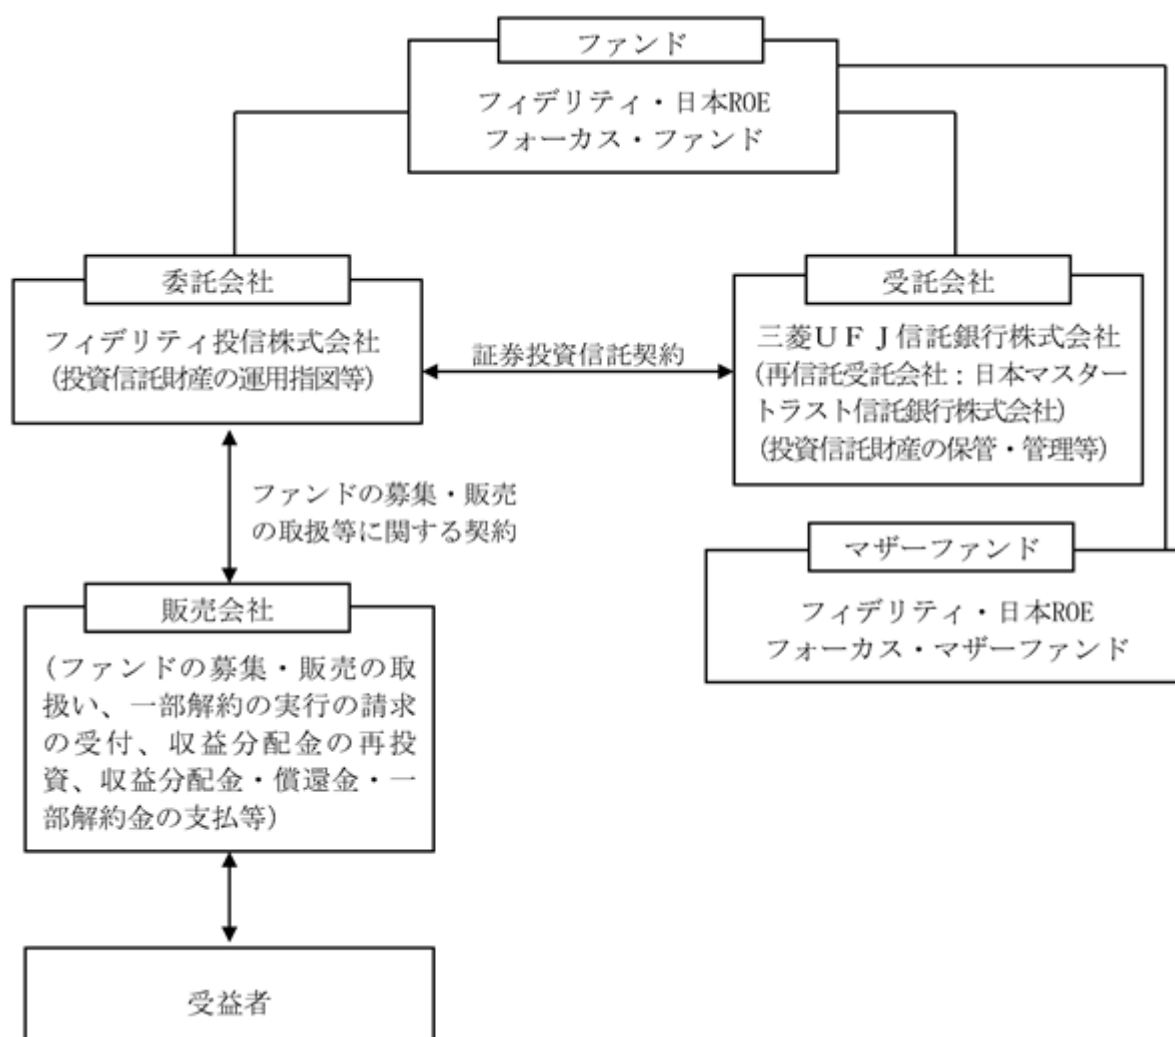 ファンド
フィデリティ・日本ROE
フォーカス・ファンド
委託会社
フィデリティ投信株式会社
(投資信託財産の運用指図等)
証券投資信託契約
受託会社
三菱ＵＦＪ信託銀行株式会社
(再信託受託会社：日本マスター
トラスト信託銀行株式会社)
(投資信託財産の保管・管理等)
ファンドの募集・販売
の取扱等に関する契約
マザーファンド
フィデリティ・日本ROE
フォーカス・マザーファンド
販売会社
(ファンドの募集・販売の取
扱い、一部解約の実行の請求
の受付、収益分配金の再投
資、収益分配金・償還金・一
部解約金の支払等)
受益者